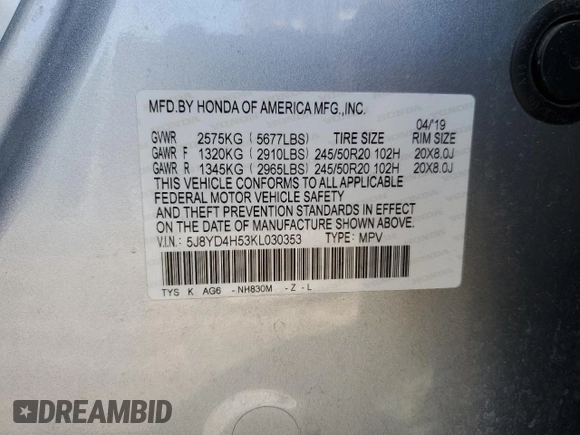 MFD.BY HONDA OF AMERICA MFG.,INC.
04/19
GVWR 2575KG (5677LBS) TIRE SIZE RIM SIZE
GAWR F 1320KG (2910LBS) 245/50R20 102H 20X8.0J
GAWR R 1345KG (2965LBS) 245/50R20 102H 20X8.0J
THIS VEHICLE CONFORMS TO ALL APPLICABLE
FEDERAL MOTOR VEHICLE SAFETY
AND THEFT PREVENTION STANDARDS IN EFFECT
ON THE DATE OF MANUFACTURE SHOWN ABOVE.
V.I.N.: 5J8YD4H53KL030353 TYPE: MPV
TYS K AG6 -NH830M -Z -L
DREAMBID